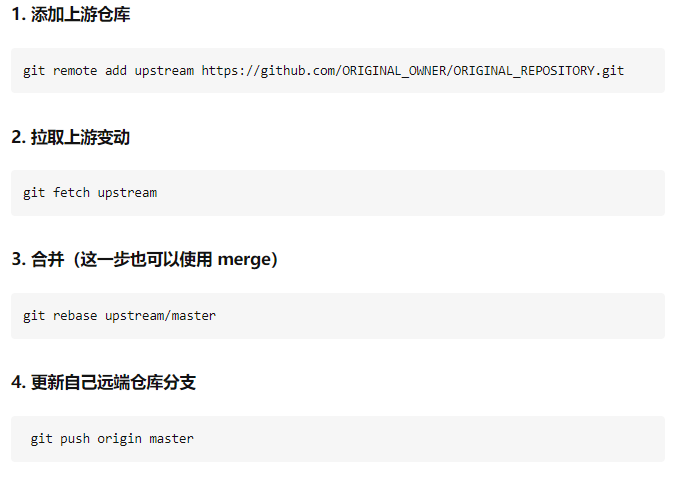 1. 添加上游仓库
git remote add upstream https://github.com/ORIGINAL_OWNER/ORIGINAL_REPOSITORY.git
2. 拉取上游变动
git fetch upstream
3. 合并（这一步也可以使用 merge）
git rebase upstream/master
4. 更新自己远端仓库分支
git push origin master